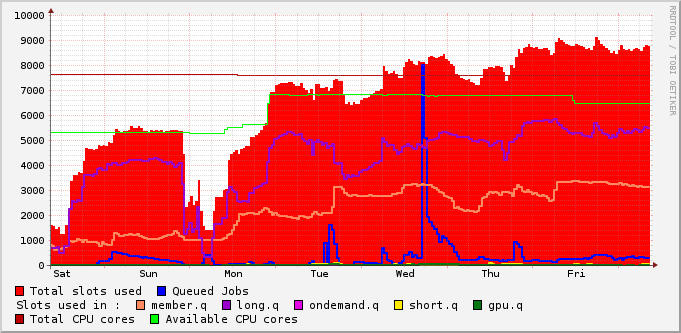 10000
9000
8000
7000
6000
5000
4000
3000
2000
1000
0
Sat Sun Mon Tue Wed Thu Fri
RRDTOOL / TOBI OETIKER
Total slots used Queued Jobs
Slots used in : member.q long.q ondemand.q short.q gpu.q
Total CPU cores Available CPU cores